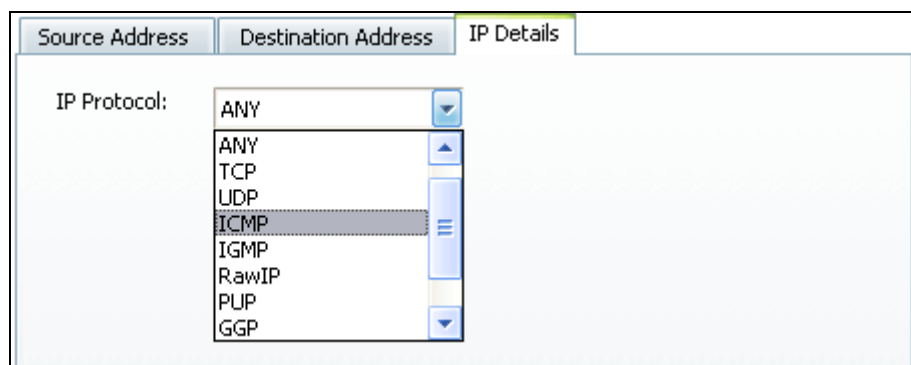 Source Address
Destination Address
IP Details
IP Protocol:
ANY
ANY
TCP
UDP
ICMP
IGMP
RawIP
PUP
GGP